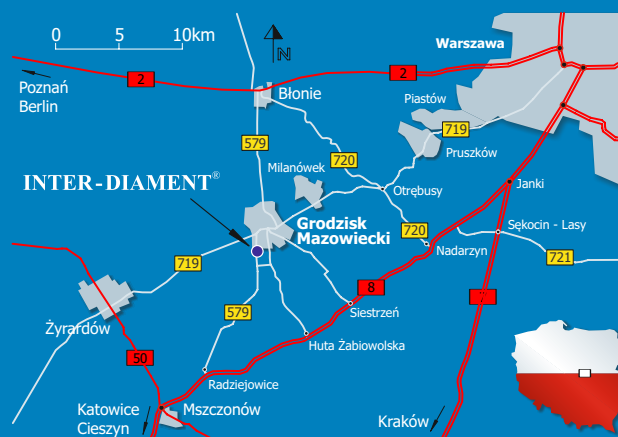 0 5 10km
N
Warszawa
2
2
Poznań
Berlin
Błonie
Piastów
719
579
Pruszków
720
Milanówek
INTER-DIAMENT®
Janki
Otrębusy
Grodzisk
Mazowiecki
Sękocin - Lasy
720
Nadarzyn
721
719
8
579
Siestrzeń
Żyrardów
Huta Żabiowolska
50
Radziejowice
Katowice
Cieszyn
Mszczonów
Kraków